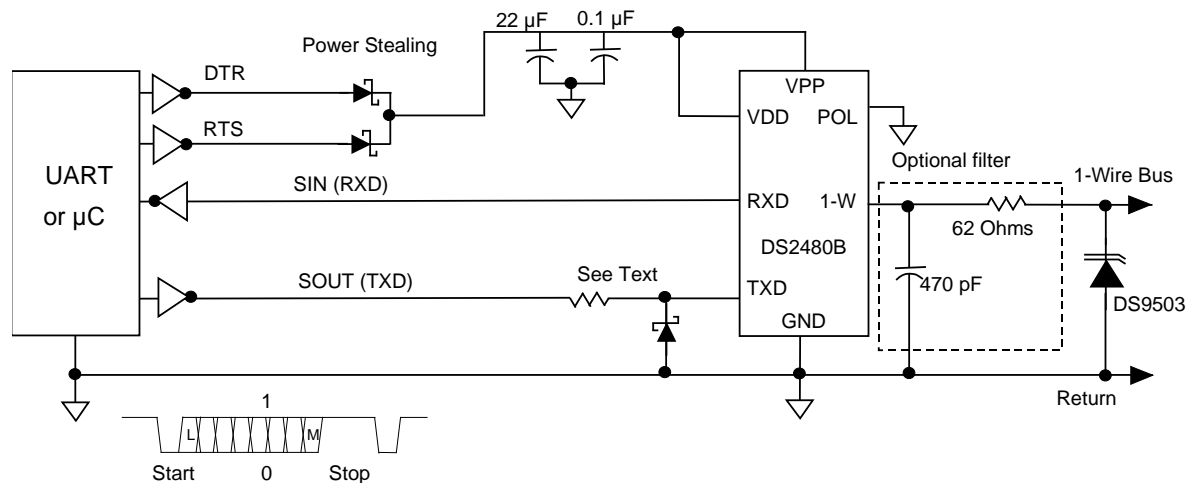 22 µF
0.1 µF
Power Stealing
DTR
VPP
VDD
POL
RTS
Optional filter
UART
or µC
SIN (RXD)
RXD
1-W
1-Wire Bus
62 Ohms
DS2480B
SOUT (TXD)
See Text
TXD
470 pF
DS9503
GND
Return
1
L
M
Start
0
Stop